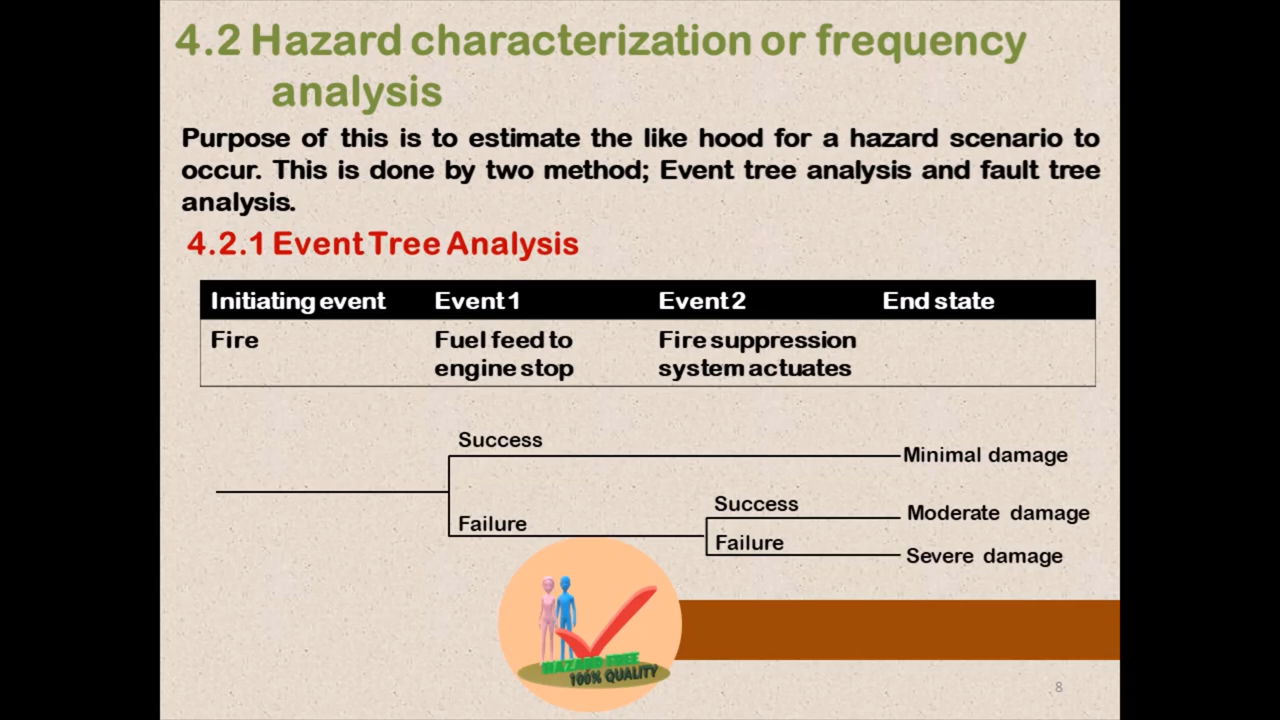 4.2 Hazard characterization or frequency
analysis
Purpose of this is to estimate the like hood for a hazard scenario to
occur. This is done by two method; Event tree analysis and fault tree
analysis.
4.2.1 Event Tree Analysis
Initiating event Event 1 Event 2 End state
Fire Fuel feed to Fire suppression
engine stop system actuates
Success
Minimal damage
Success
Moderate damage
Failure
Failure
Severe damage
HAZARD FREE
100% QUALITY
8